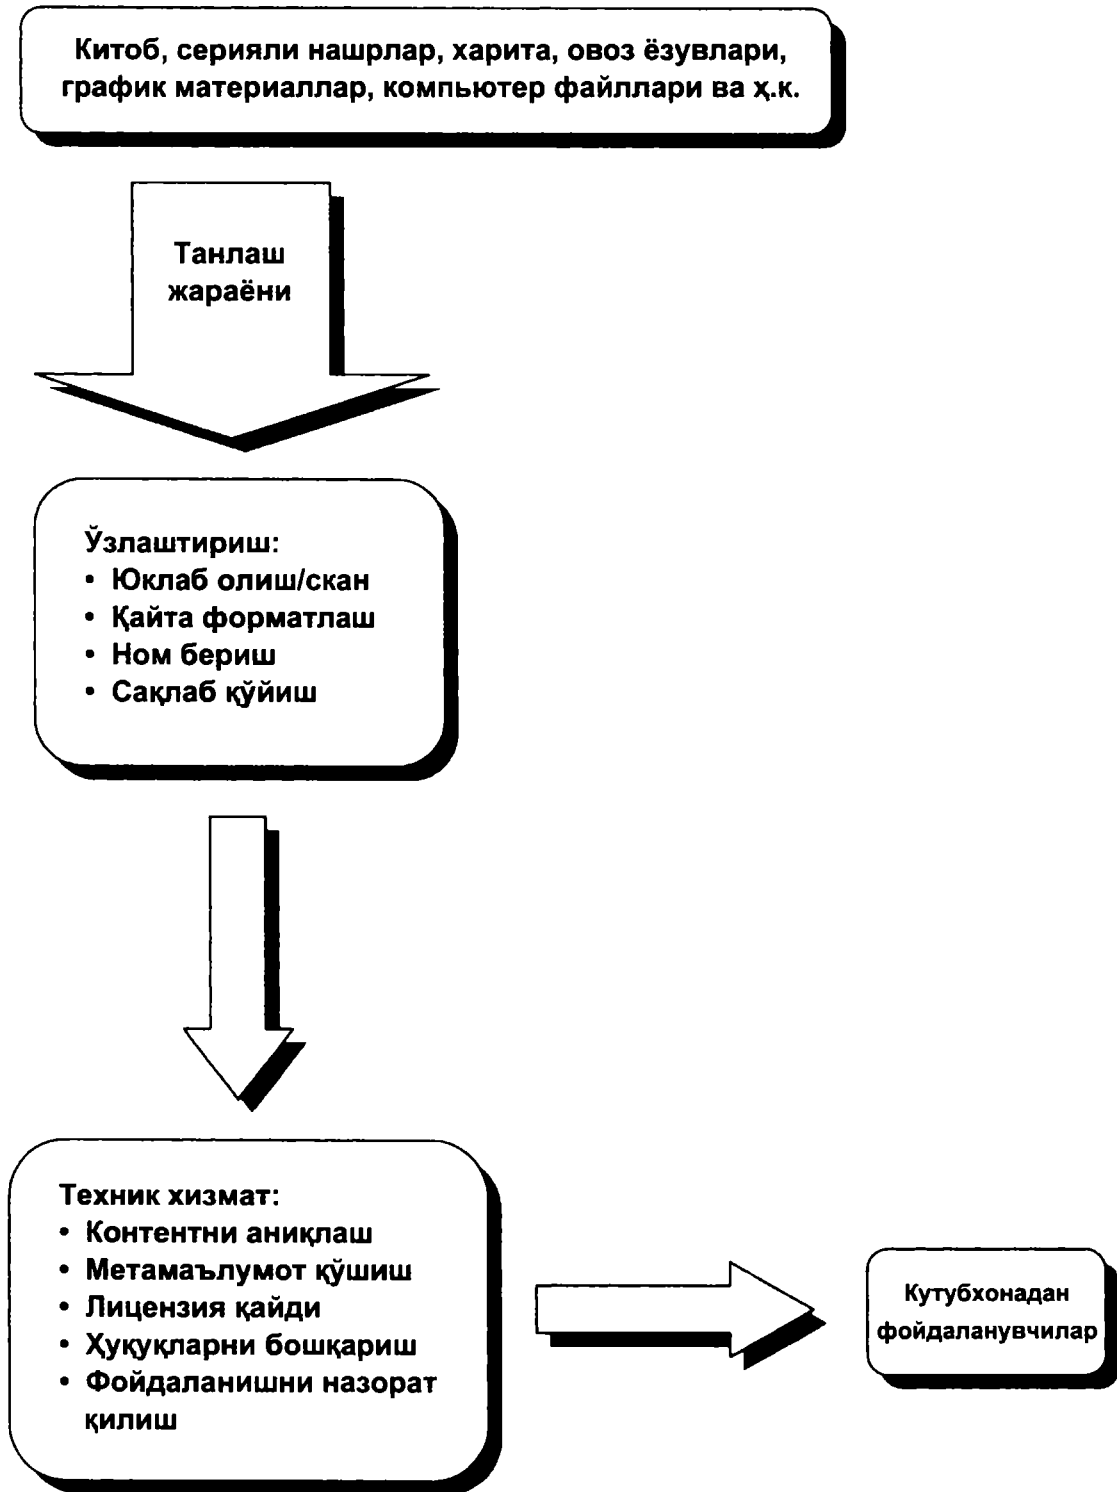 Китоб, серияли нашрлар, харита, овоз ёзувлари,
график материаллар, компьютер файллари ва ҳ.к.
Танлаш
жараёни
Ўзлаштириш:
• Юклаб олиш/скан
• Қайта форматлаш
• Ном бериш
• Сақлаб қўйиш
Техник хизмат:
• Контентни аниқлаш
• Метамаълумот қўшиш
• Лицензия қайди
• Ҳуқуқларни бошқариш
• Фойдаланишни назорат
қилиш
Кутубхонадан
фойдаланувчилар